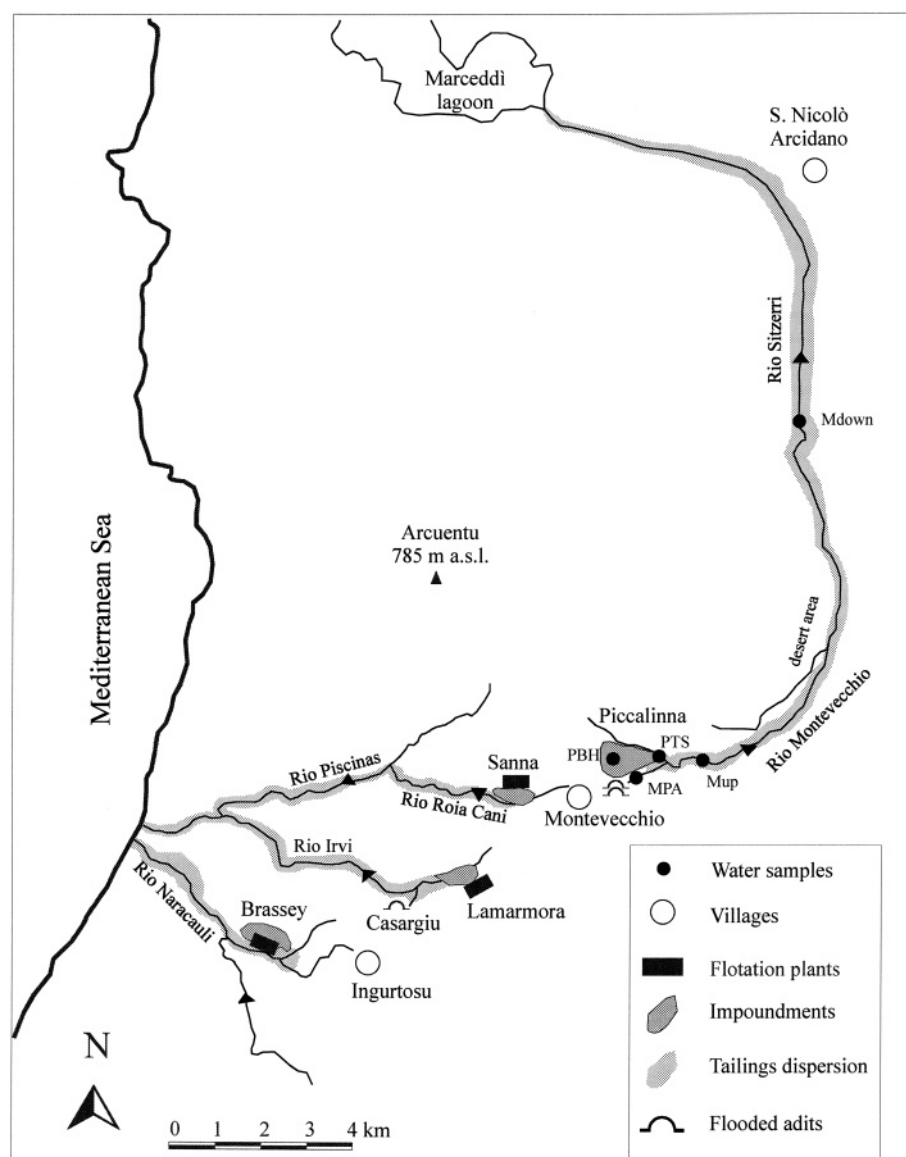 Marceddì
lagoon
S. Nicolò
Arcidano
Rio Sitzerri
Mdown
Mediterranean Sea
Arcuentu
785 m a.s.l.
desert area
Rio Montevecchio
Piccalinna
PBH
PTS
MPA
Mup
Rio Piscinas
Sanna
Rio Roia Cani
Montevecchio
Rio Irvi
Rio Naracauli
Brassey
Casargiu
Lamarmora
Ingurtosu
N
0 1 2 3 4 km
Water samples
Villages
Flotation plants
Impoundments
Tailings dispersion
Flooded adits